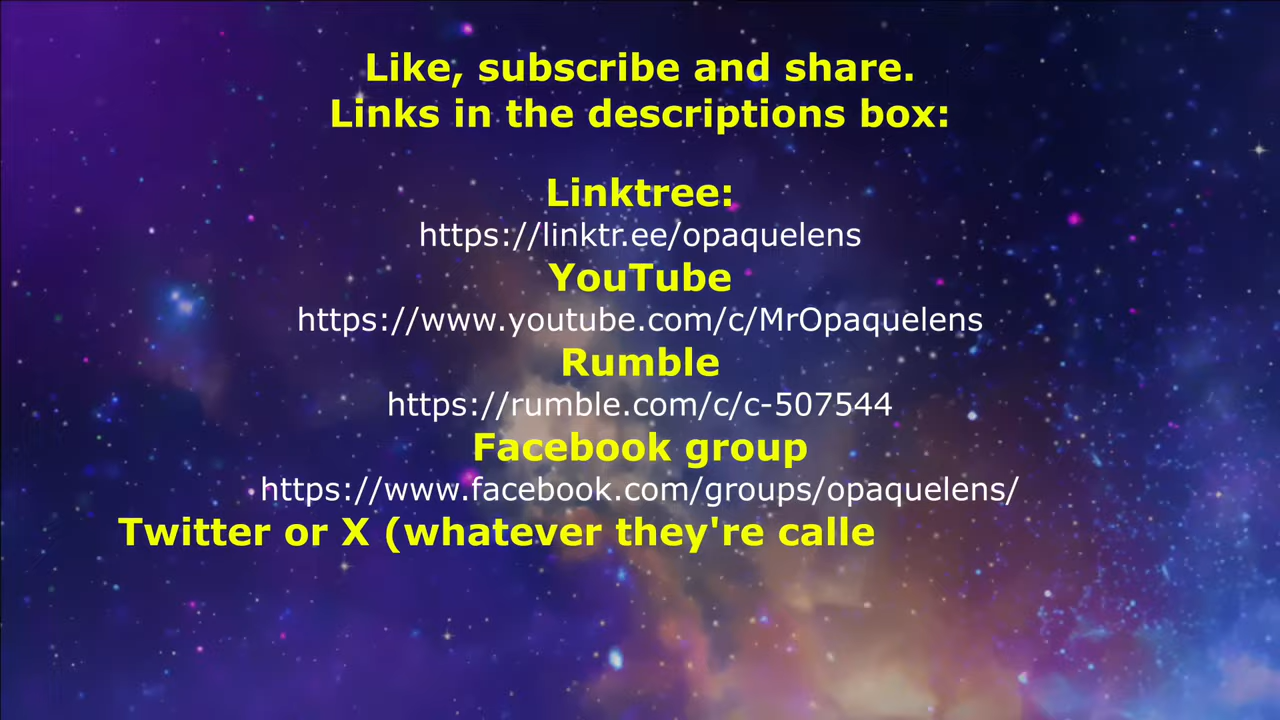 Like, subscribe and share.
Links in the descriptions box:
Linktree:
https://linktr.ee/opaquelens
YouTube
https://www.youtube.com/c/MrOpaquelens
Rumble
https://rumble.com/c/c-507544
Facebook group
https://www.facebook.com/groups/opaquelens/
Twitter or X (whatever they're calle